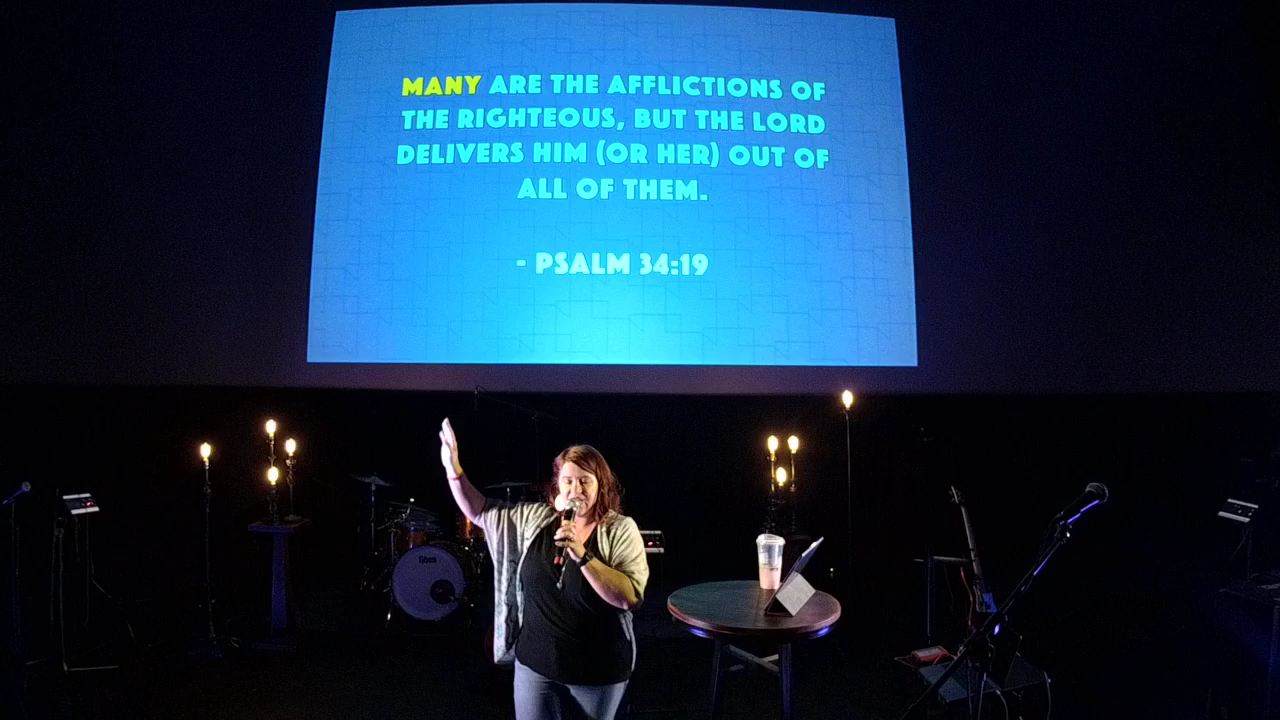 MANY ARE THE AFFLICTIONS OF
THE RIGHTEOUS, BUT THE LORD
DELIVERS HIM (OR HER) OUT OF
ALL OF THEM.
- PSALM 34:19